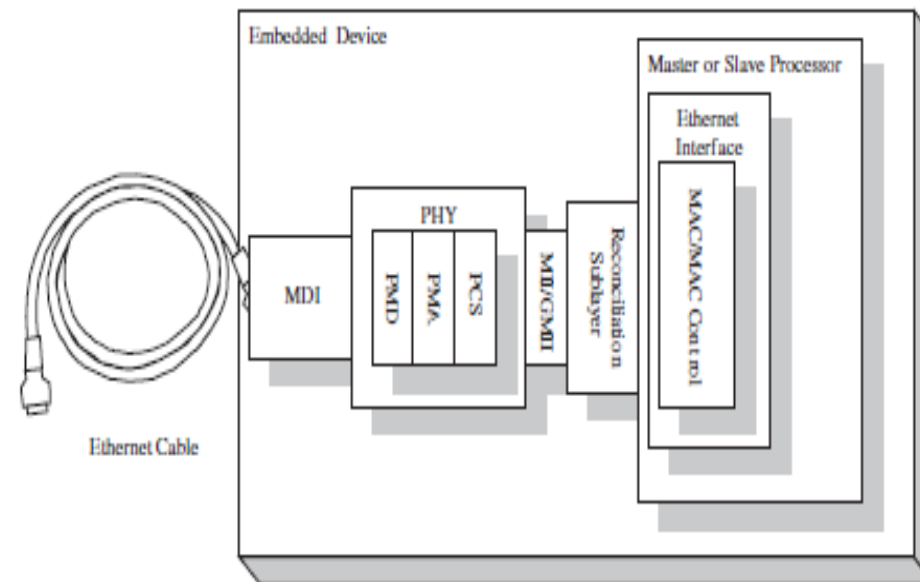 Embedded Device
Master or Slave Processor
Ethernet
Interface
MAC/MAC Control
Reconciliation
Sublayer
MII/GMII
PHY
PMD
PMA
PCS
MDI
Ethernet Cable